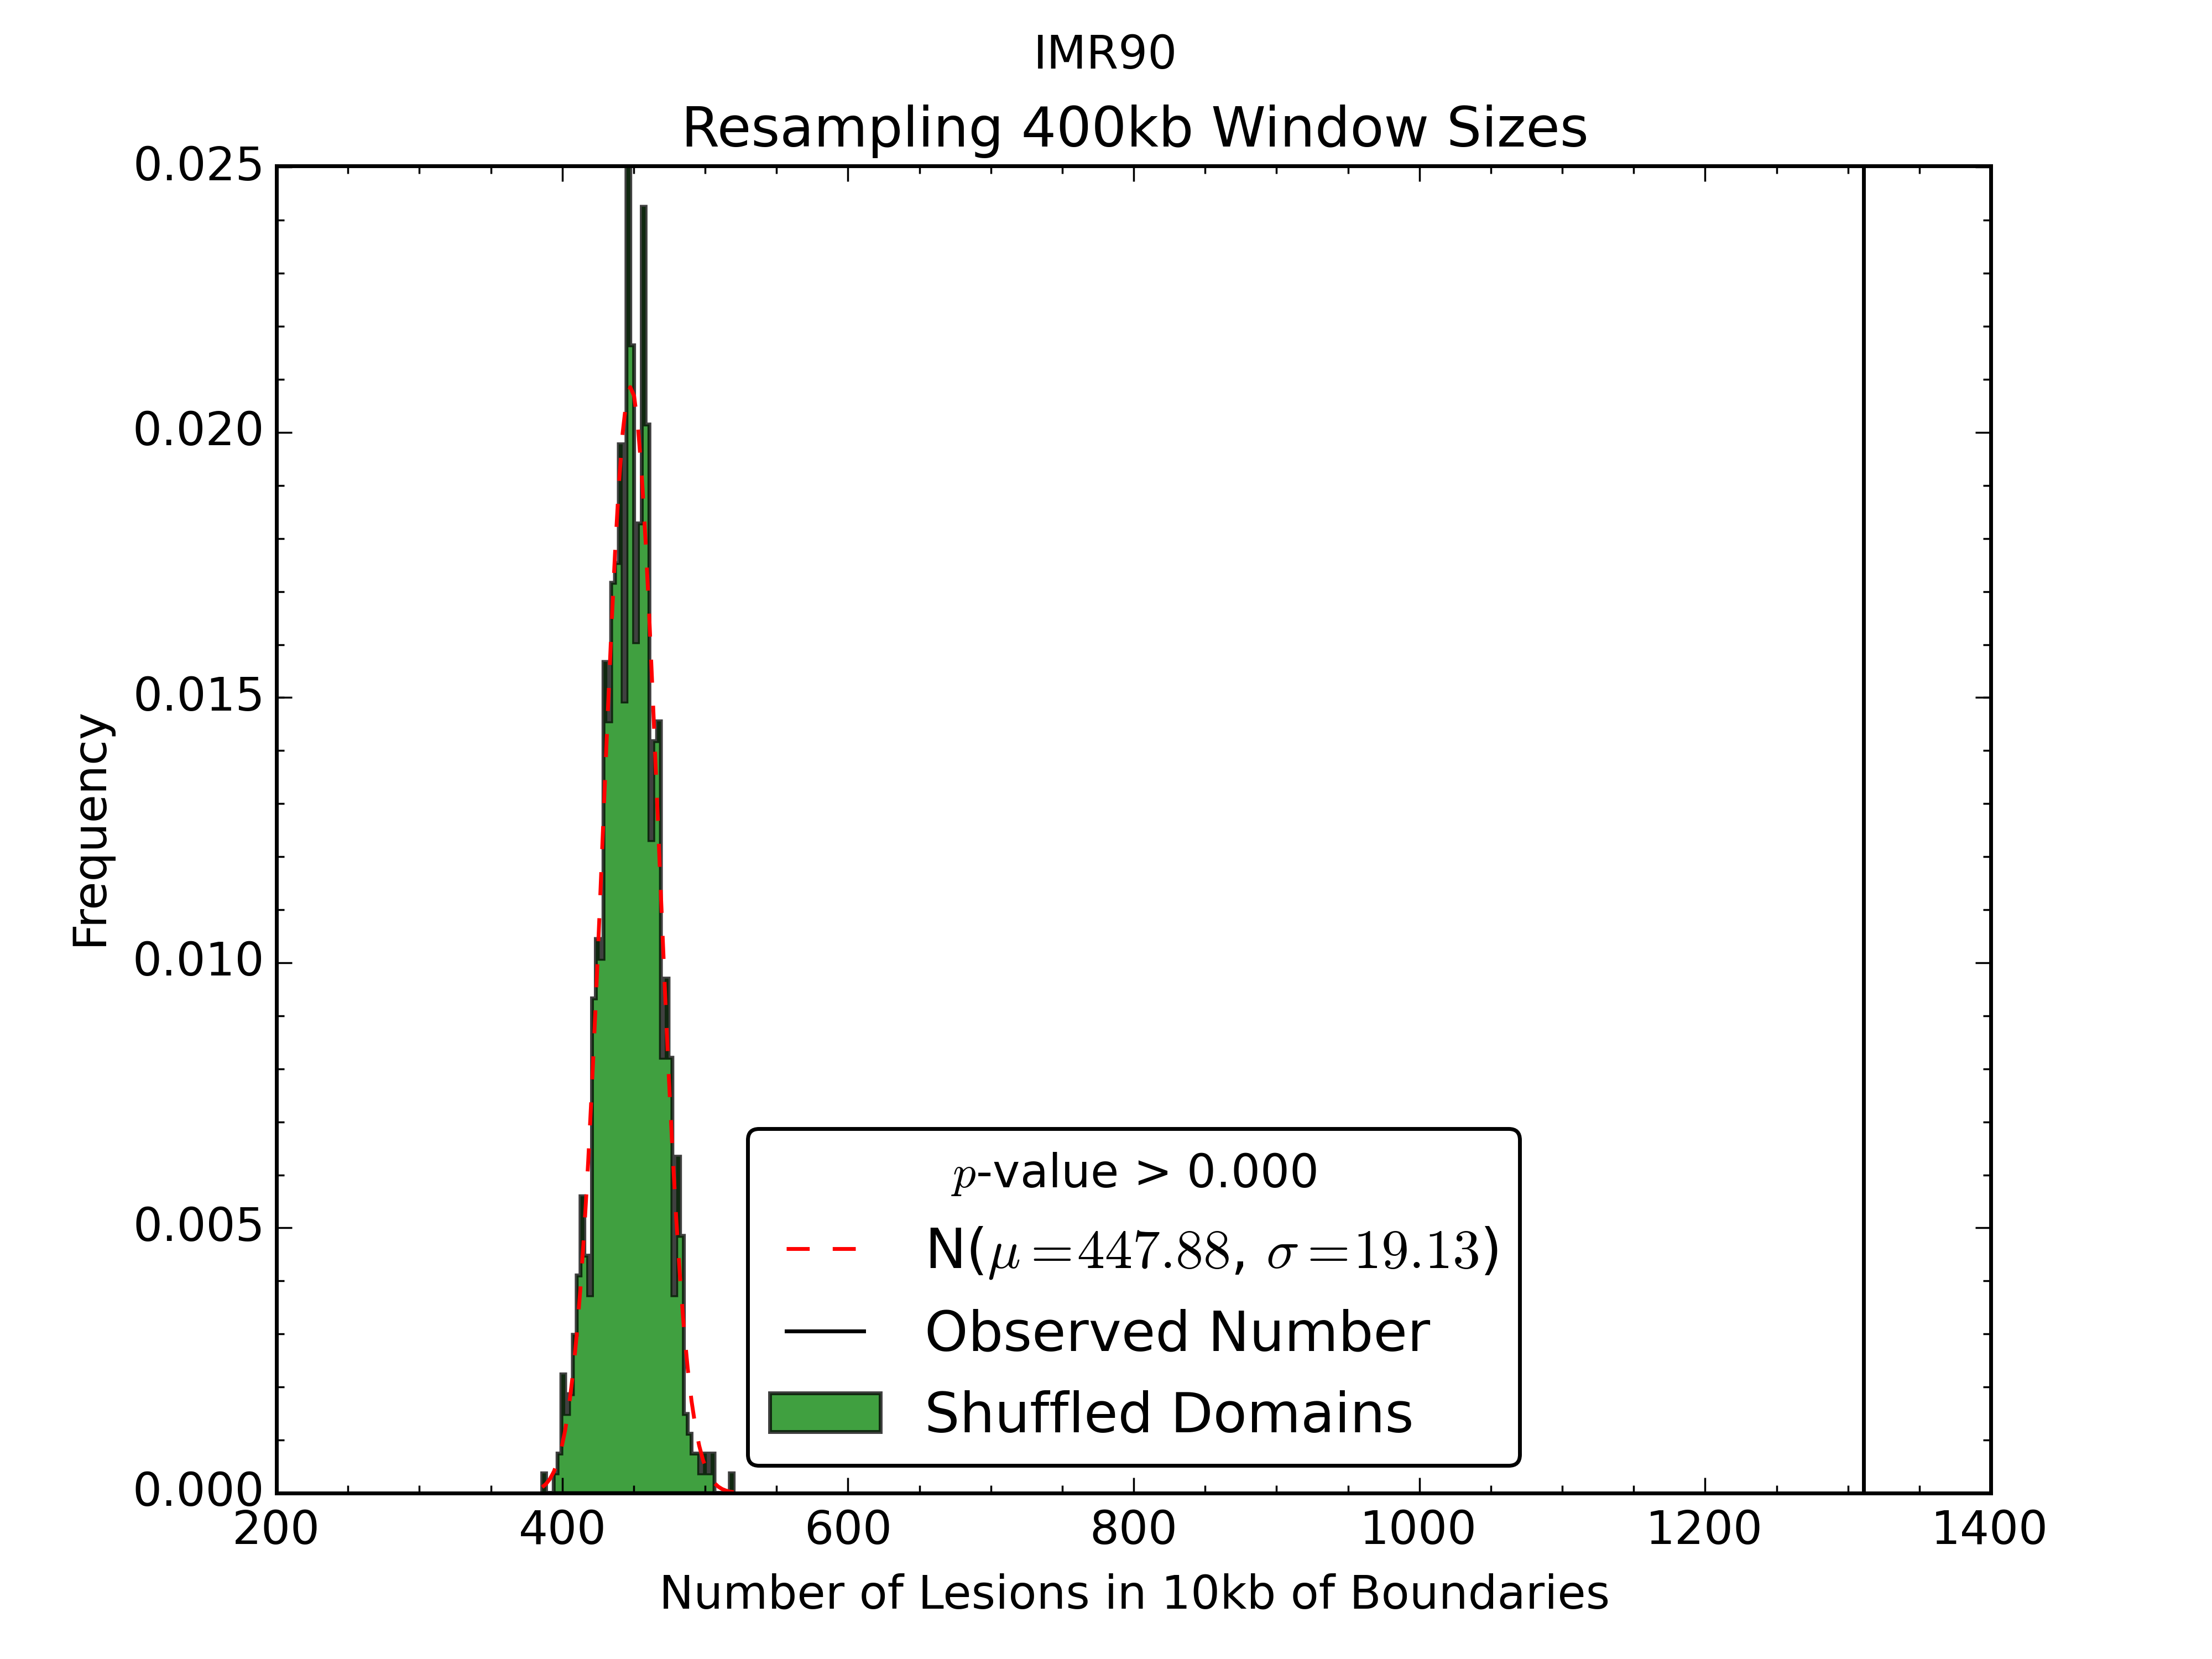 IMR90
Resampling 400kb Window Sizes
0.025
0.020
0.015
0.010
0.005
0.000
Frequency
p-value > 0.000
N(μ=447.88, σ=19.13)
Observed Number
Shuffled Domains
200 400 600 800 1000 1200 1400
Number of Lesions in 10kb of Boundaries